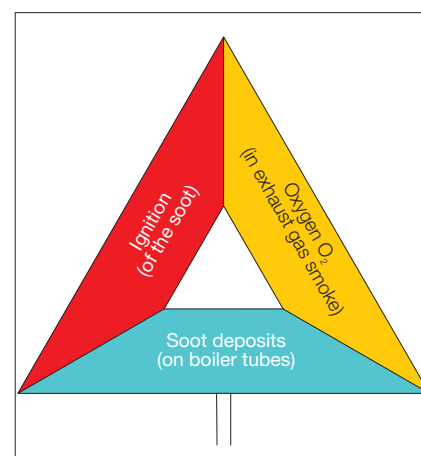 Ignition
(of the soot)
Oxygen O₂
(in exhaust gas smoke)
Soot deposits
(on boiler tubes)